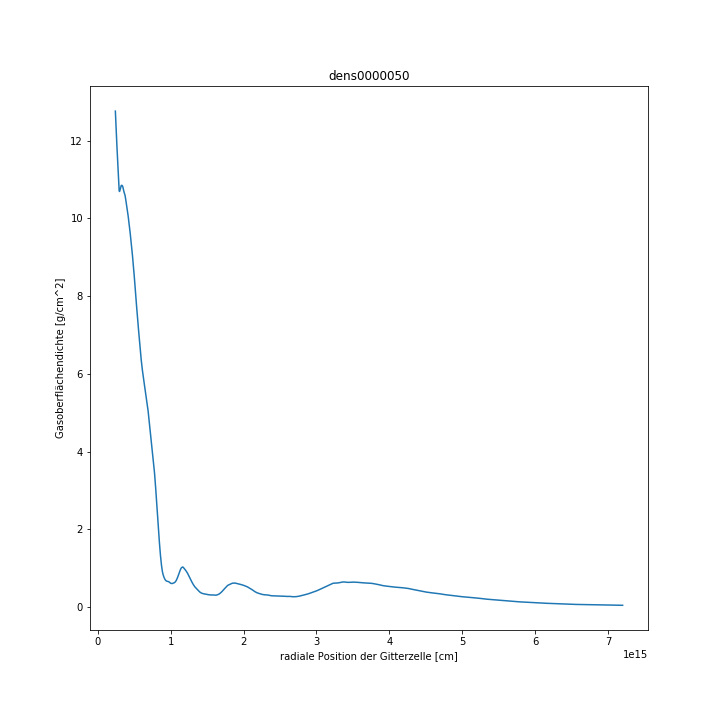 dens0000050
12
10
8
6
4
2
0
Gasoberflächendichte [g/cm^2]
0 1 2 3 4 5 6 7
1e15
radiale Position der Gitterzelle [cm]